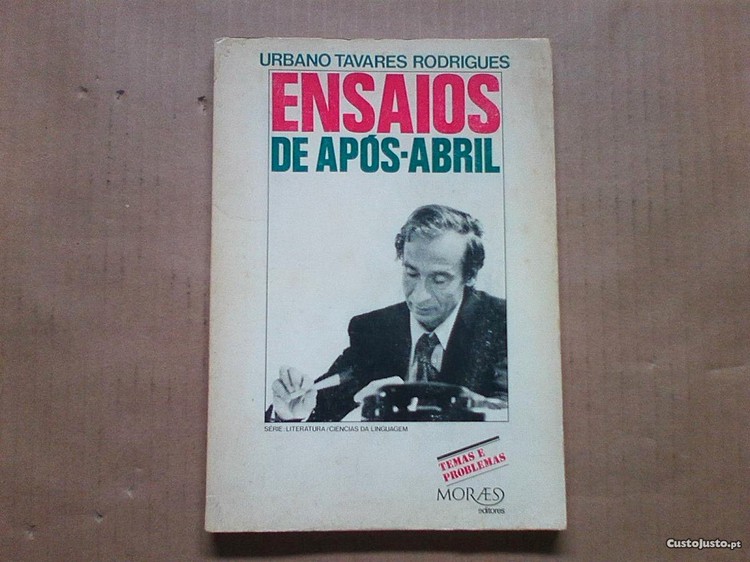 URBANO TAVARES RODRIGUES
ENSAIOS
DE APÓS-ABRIL
SÉRIE: LITERATURA / CIÊNCIAS DA LINGUAGEM
TEMAS E
PROBLEMAS
MORÆS
editores
CustoJusto.pt